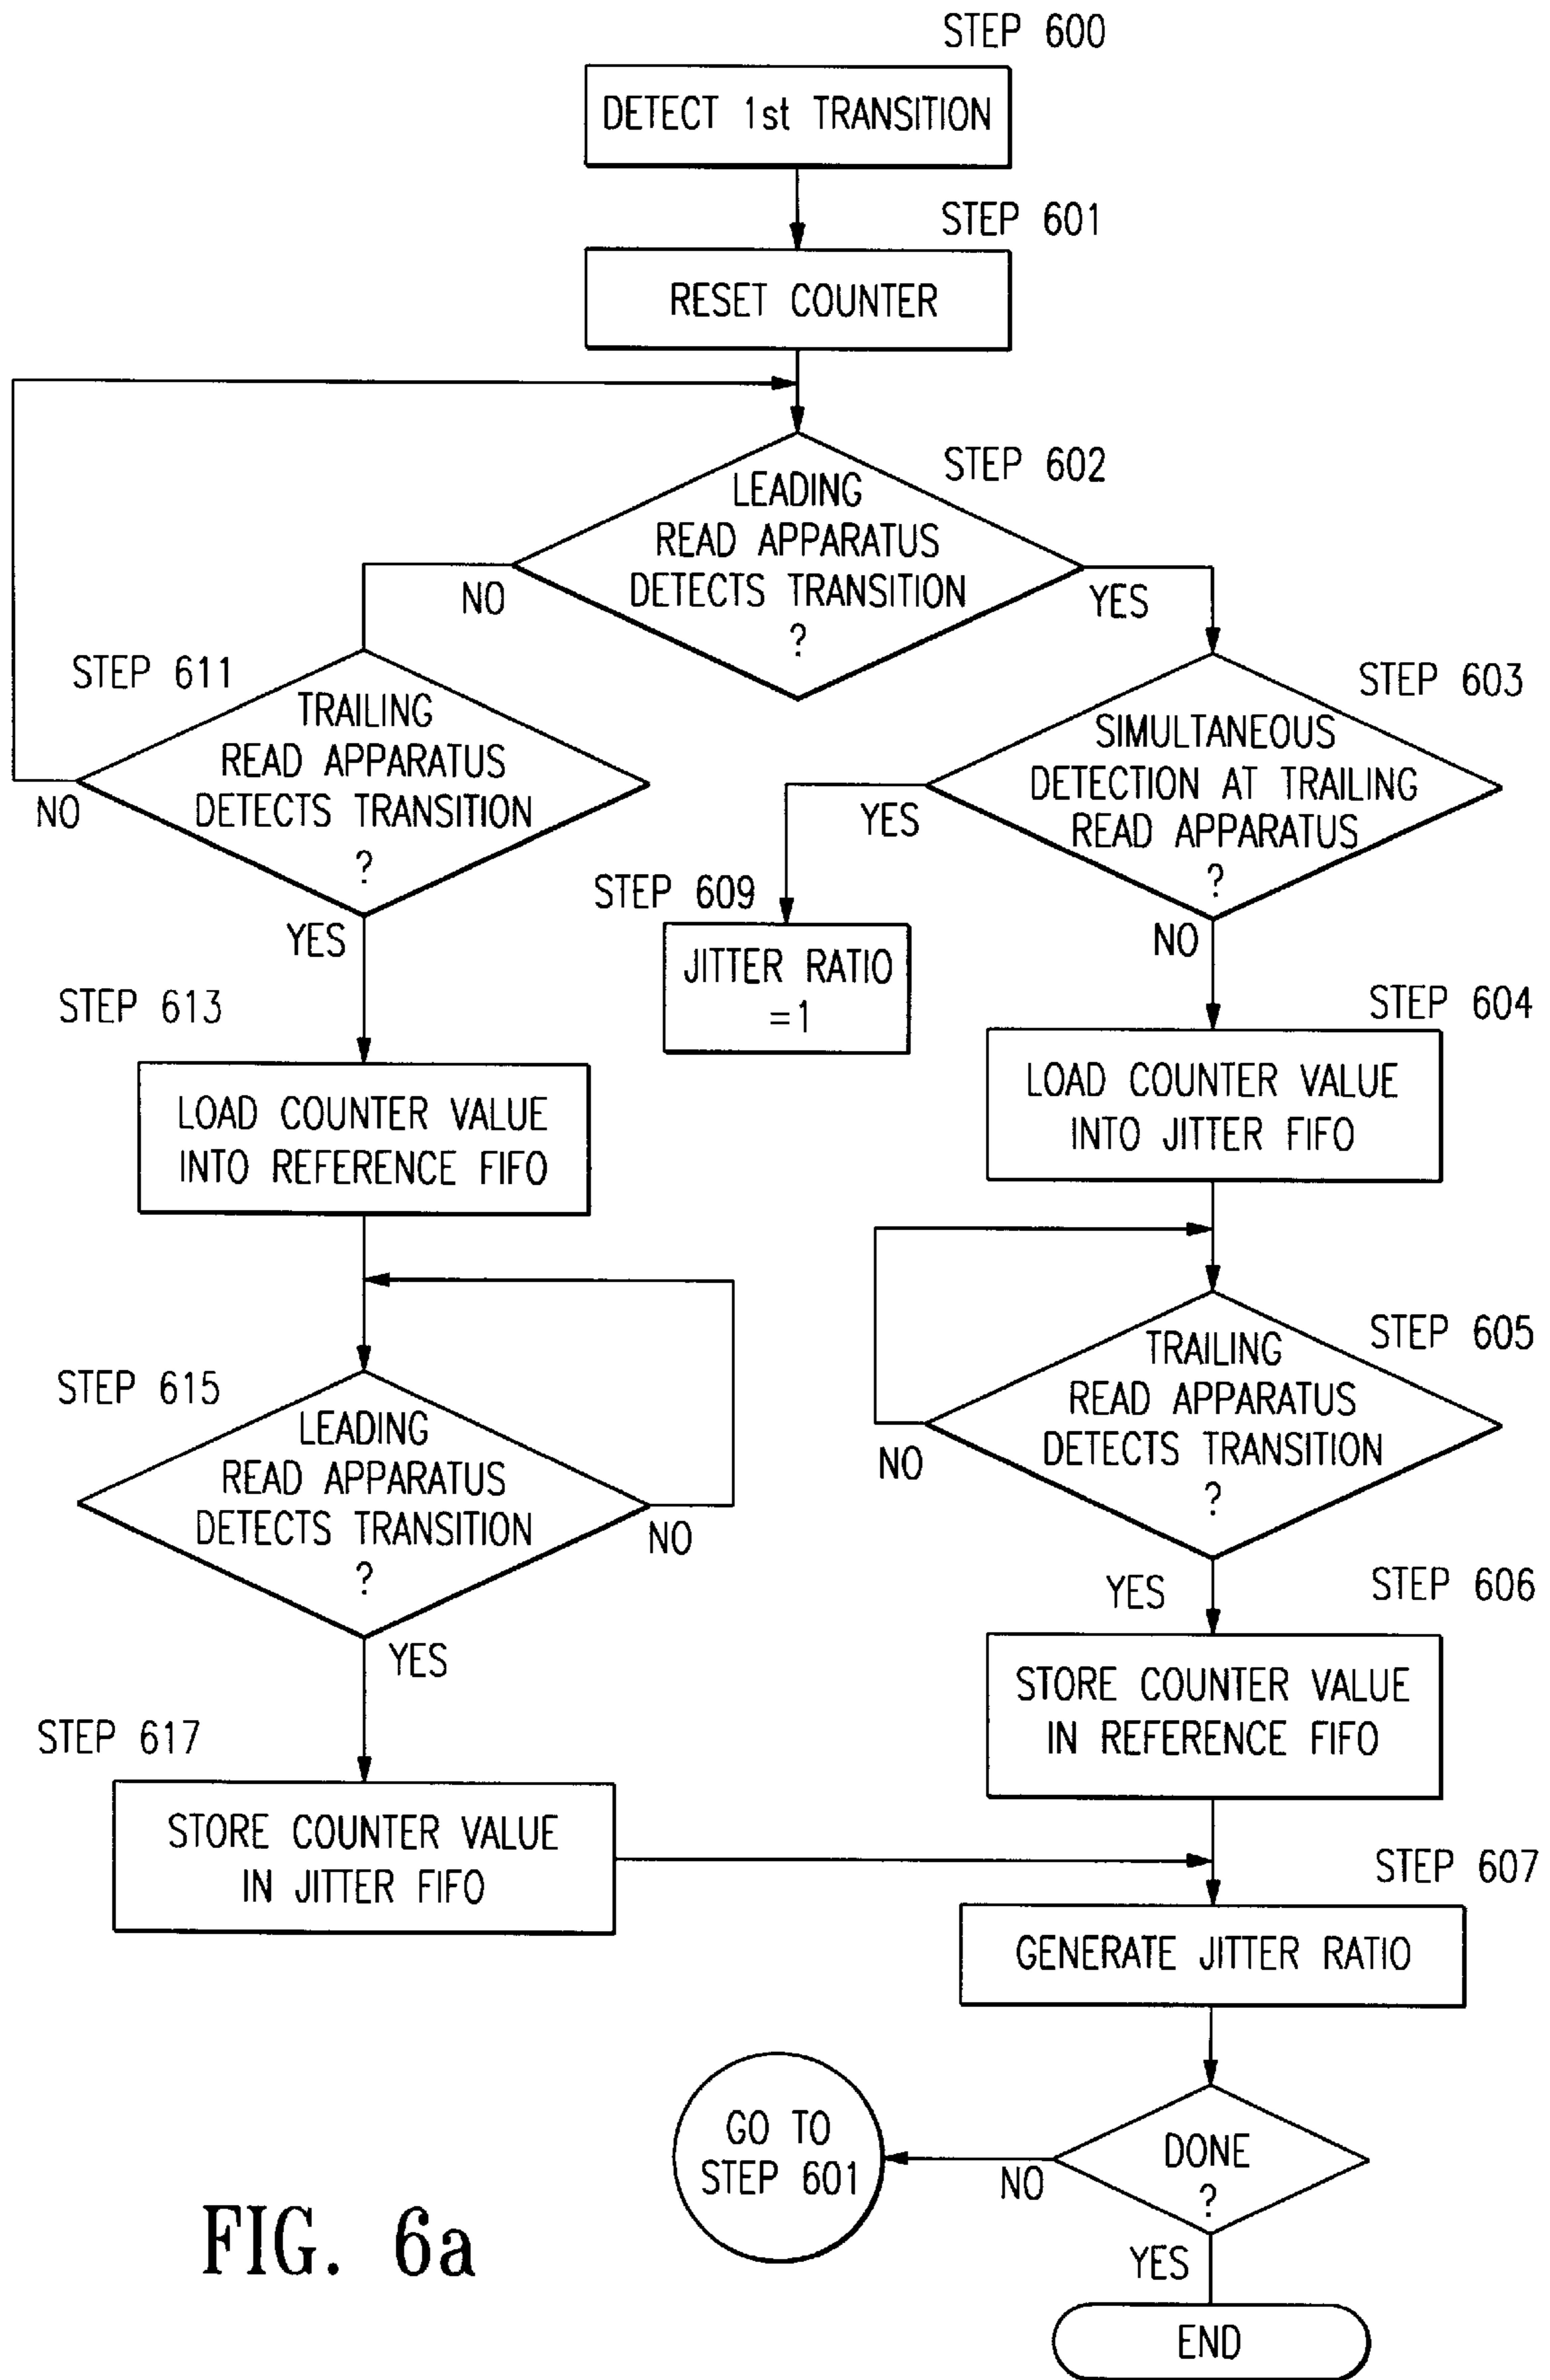 STEP 600
DETECT 1st TRANSITION
STEP 601
RESET COUNTER
STEP 602
LEADING
READ APPARATUS
DETECTS TRANSITION
?
NO
YES
STEP 611
TRAILING
READ APPARATUS
DETECTS TRANSITION
?
NO
YES
STEP 603
SIMULTANEOUS
DETECTION AT TRAILING
READ APPARATUS
?
YES
NO
STEP 609
JITTER RATIO
=1
STEP 613
LOAD COUNTER VALUE
INTO REFERENCE FIFO
STEP 604
LOAD COUNTER VALUE
INTO JITTER FIFO
STEP 615
LEADING
READ APPARATUS
DETECTS TRANSITION
?
NO
YES
STEP 605
TRAILING
READ APPARATUS
DETECTS TRANSITION
?
NO
YES
STEP 606
STORE COUNTER VALUE
IN REFERENCE FIFO
STEP 617
STORE COUNTER VALUE
IN JITTER FIFO
STEP 607
GENERATE JITTER RATIO
DONE
?
NO
YES
GO TO
STEP 601
END
FIG. 6a